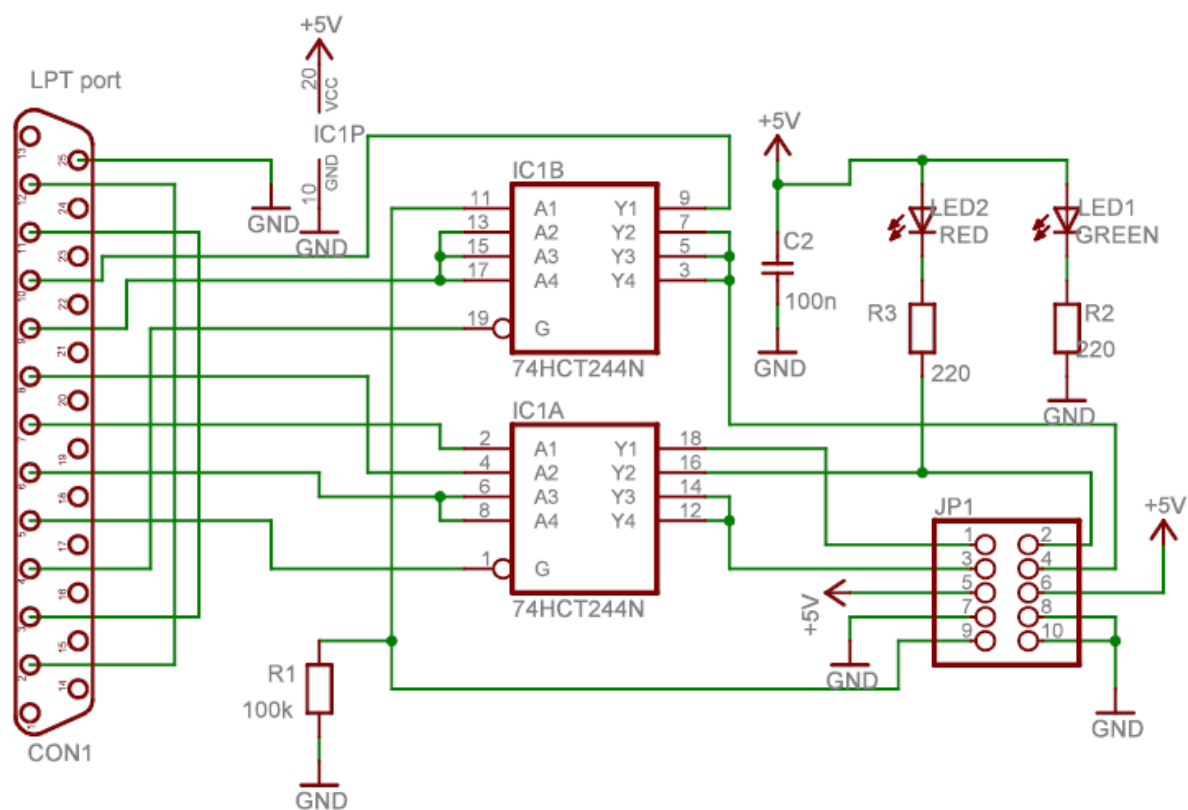 LPT port
13
25
12
24
11
23
10
22
9
21
8
20
7
19
6
18
5
17
4
16
3
15
2
14
1
CON1
+5V
20
VCC
IC1P
10
GND
GND
GND
IC1B
11 A1 Y1 9
13 A2 Y2 7
15 A3 Y3 5
17 A4 Y4 3
19 G
74HCT244N
IC1A
2 A1 Y1 18
4 A2 Y2 16
6 A3 Y3 14
8 A4 Y4 12
1 G
74HCT244N
+5V
C2
100n
GND
LED2
RED
LED1
GREEN
R3
220
R2
220
GND
JP1
1 2
3 4
5 6
7 8
9 10
+5V
+5V
GND
GND
R1
100k
GND